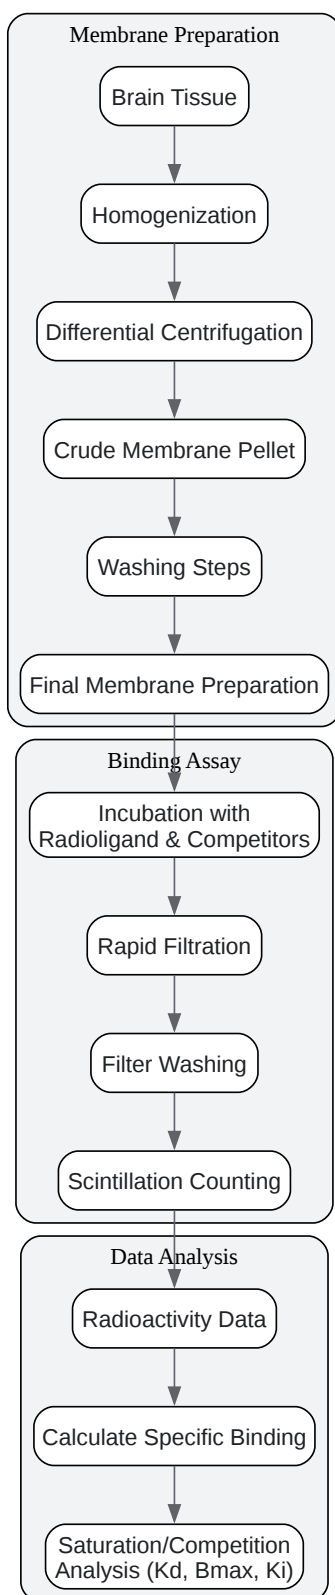 Membrane Preparation
Brain Tissue
Homogenization
Differential Centrifugation
Crude Membrane Pellet
Washing Steps
Final Membrane Preparation
Binding Assay
Incubation with
Radioligand & Competitors
Rapid Filtration
Filter Washing
Scintillation Counting
Data Analysis
Radioactivity Data
Calculate Specific Binding
Saturation/Competition
Analysis (Kd, Bmax, Ki)